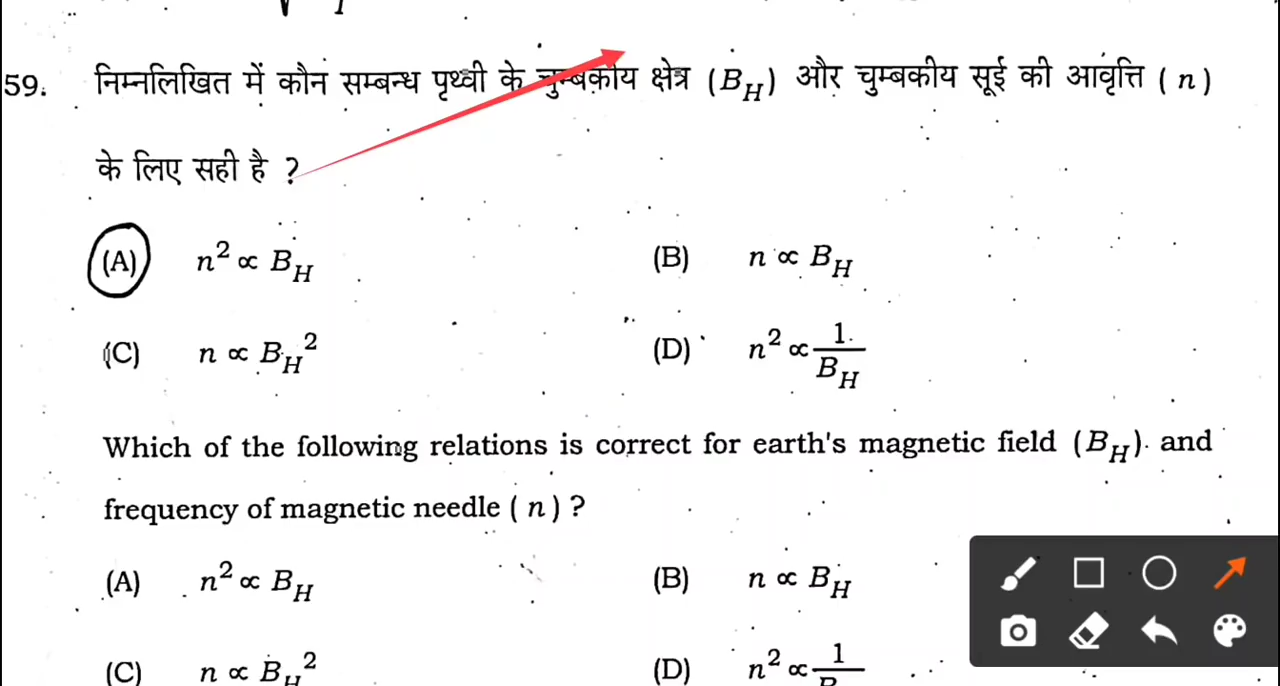 59. निम्नलिखित में कौन सम्बन्ध पृथ्वी के चुम्बकीय क्षेत्र (B_H) और चुम्बकीय सूई की आवृत्ति ( n )
के लिए सही है ?
(A) n² ∝ B_H (B) n ∝ B_H
(C) n ∝ B_H² (D) n² ∝ 1/B_H
Which of the following relations is correct for earth's magnetic field (B_H) and
frequency of magnetic needle ( n ) ?
(A) n² ∝ B_H (B) n ∝ B_H
(C) n ∝ B_H² (D) n² ∝ 1